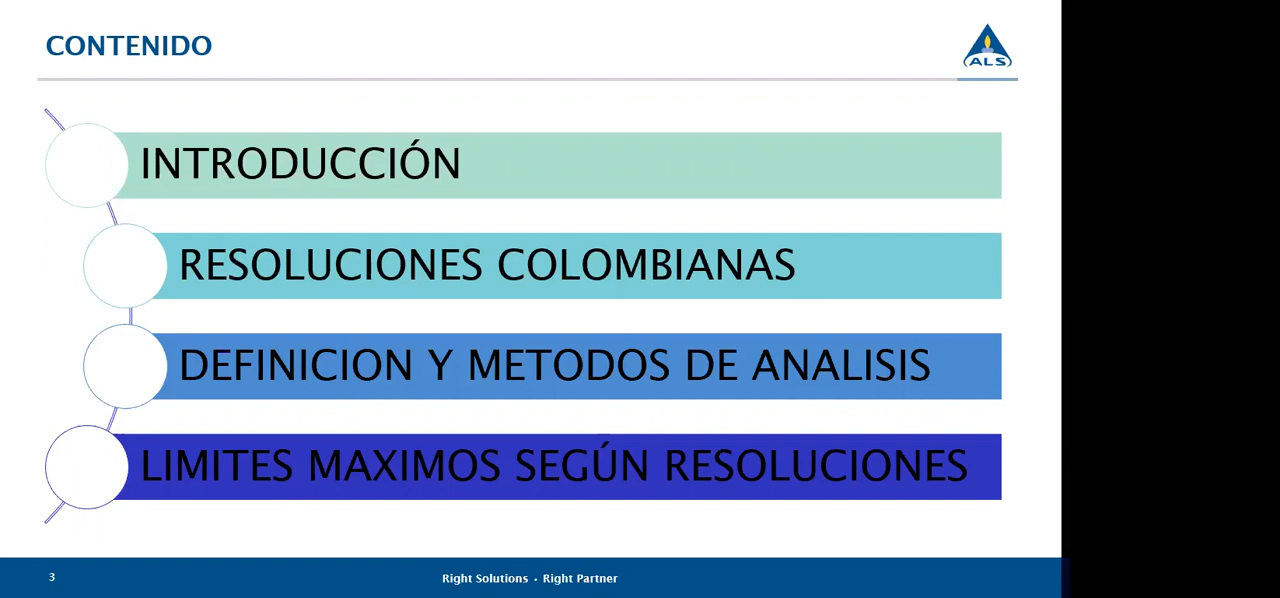 CONTENIDO
ALS
INTRODUCCIÓN
RESOLUCIONES COLOMBIANAS
DEFINICION Y METODOS DE ANALISIS
LIMITES MAXIMOS SEGÚN RESOLUCIONES
3
Right Solutions • Right Partner